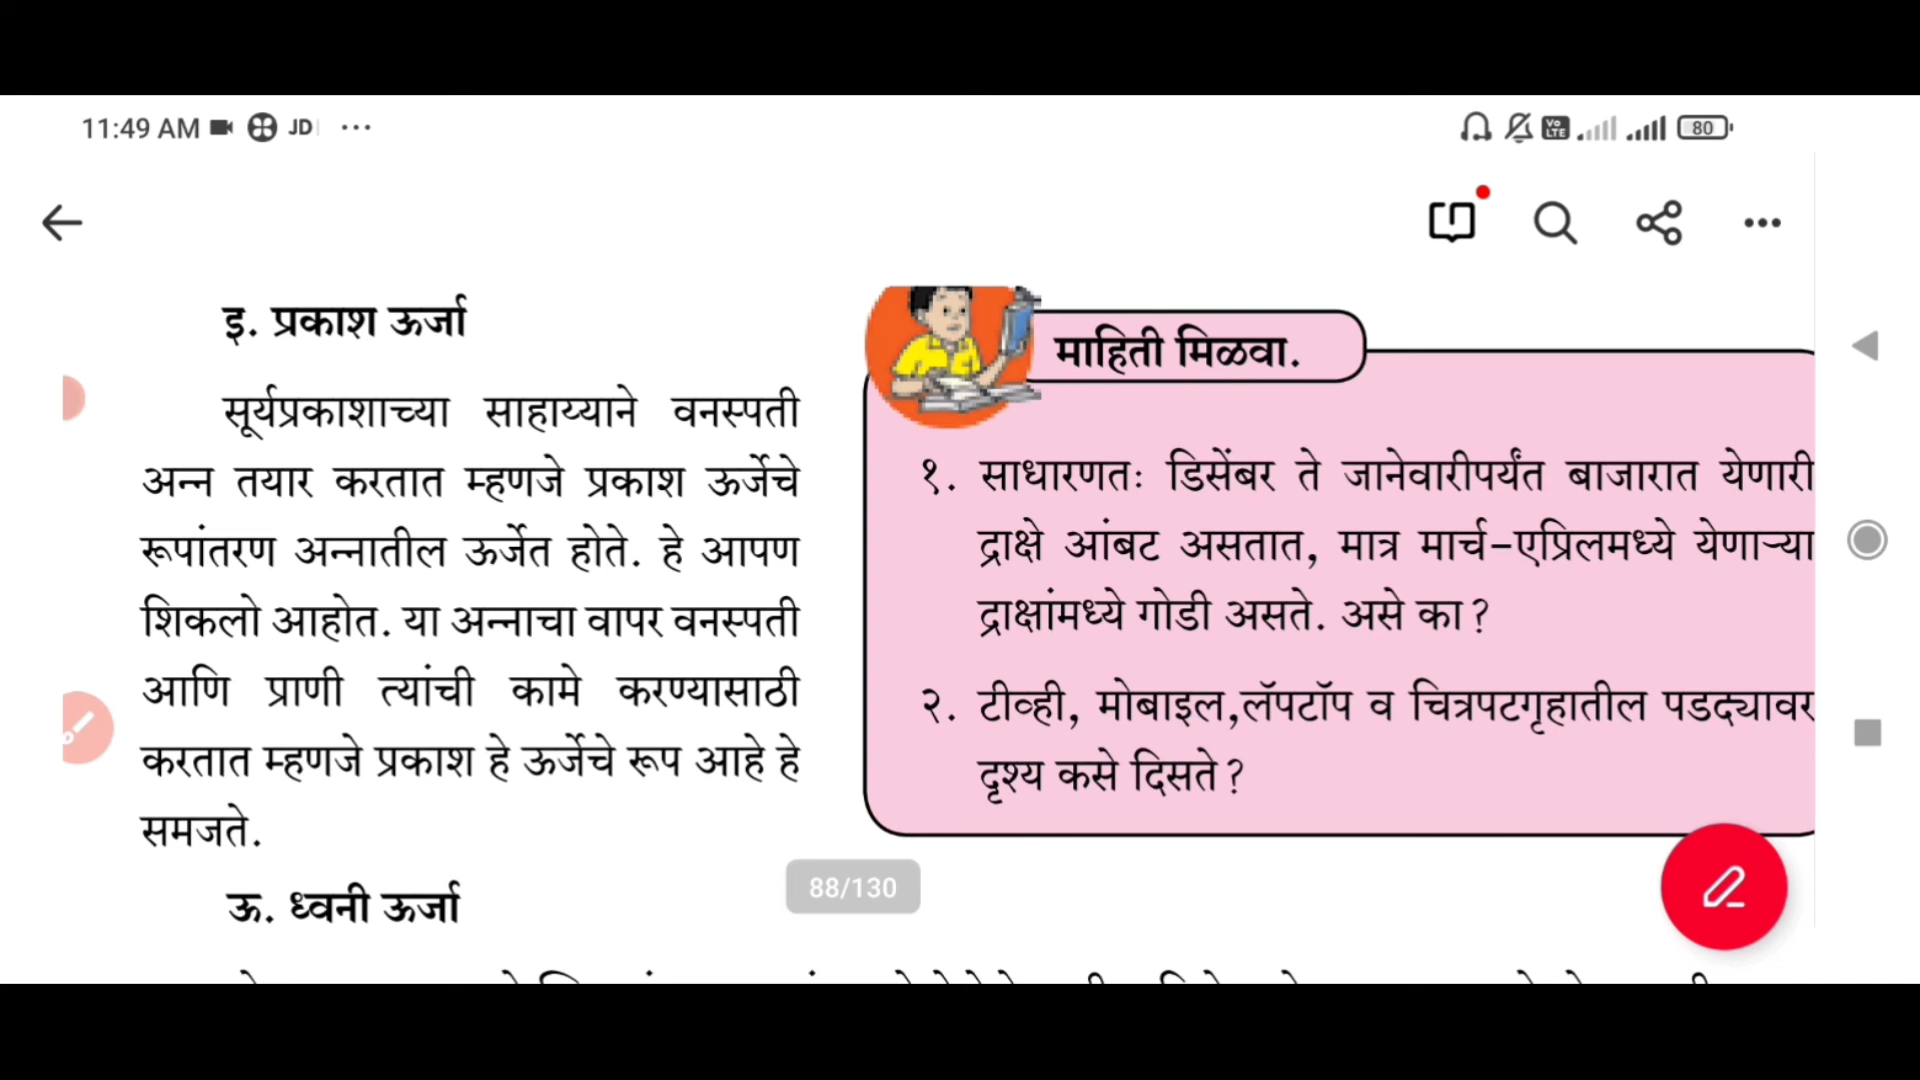 11:49 AM JD
Vo LTE 80
इ. प्रकाश ऊर्जा
सूर्यप्रकाशाच्या साहाय्याने वनस्पती
अन्न तयार करतात म्हणजे प्रकाश ऊर्जेचे
रूपांतरण अन्नातील ऊर्जेत होते. हे आपण
शिकलो आहोत. या अन्नाचा वापर वनस्पती
आणि प्राणी त्यांची कामे करण्यासाठी
करतात म्हणजे प्रकाश हे ऊर्जेचे रूप आहे हे
समजते.
ऊ. ध्वनी ऊर्जा
माहिती मिळवा.
१. साधारणतः डिसेंबर ते जानेवारीपर्यंत बाजारात येणारी
द्राक्षे आंबट असतात, मात्र मार्च-एप्रिलमध्ये येणाऱ्या
द्राक्षांमध्ये गोडी असते. असे का?
२. टीव्ही, मोबाइल,लॅपटॉप व चित्रपटगृहातील पडद्यावर
दृश्य कसे दिसते?
88/130